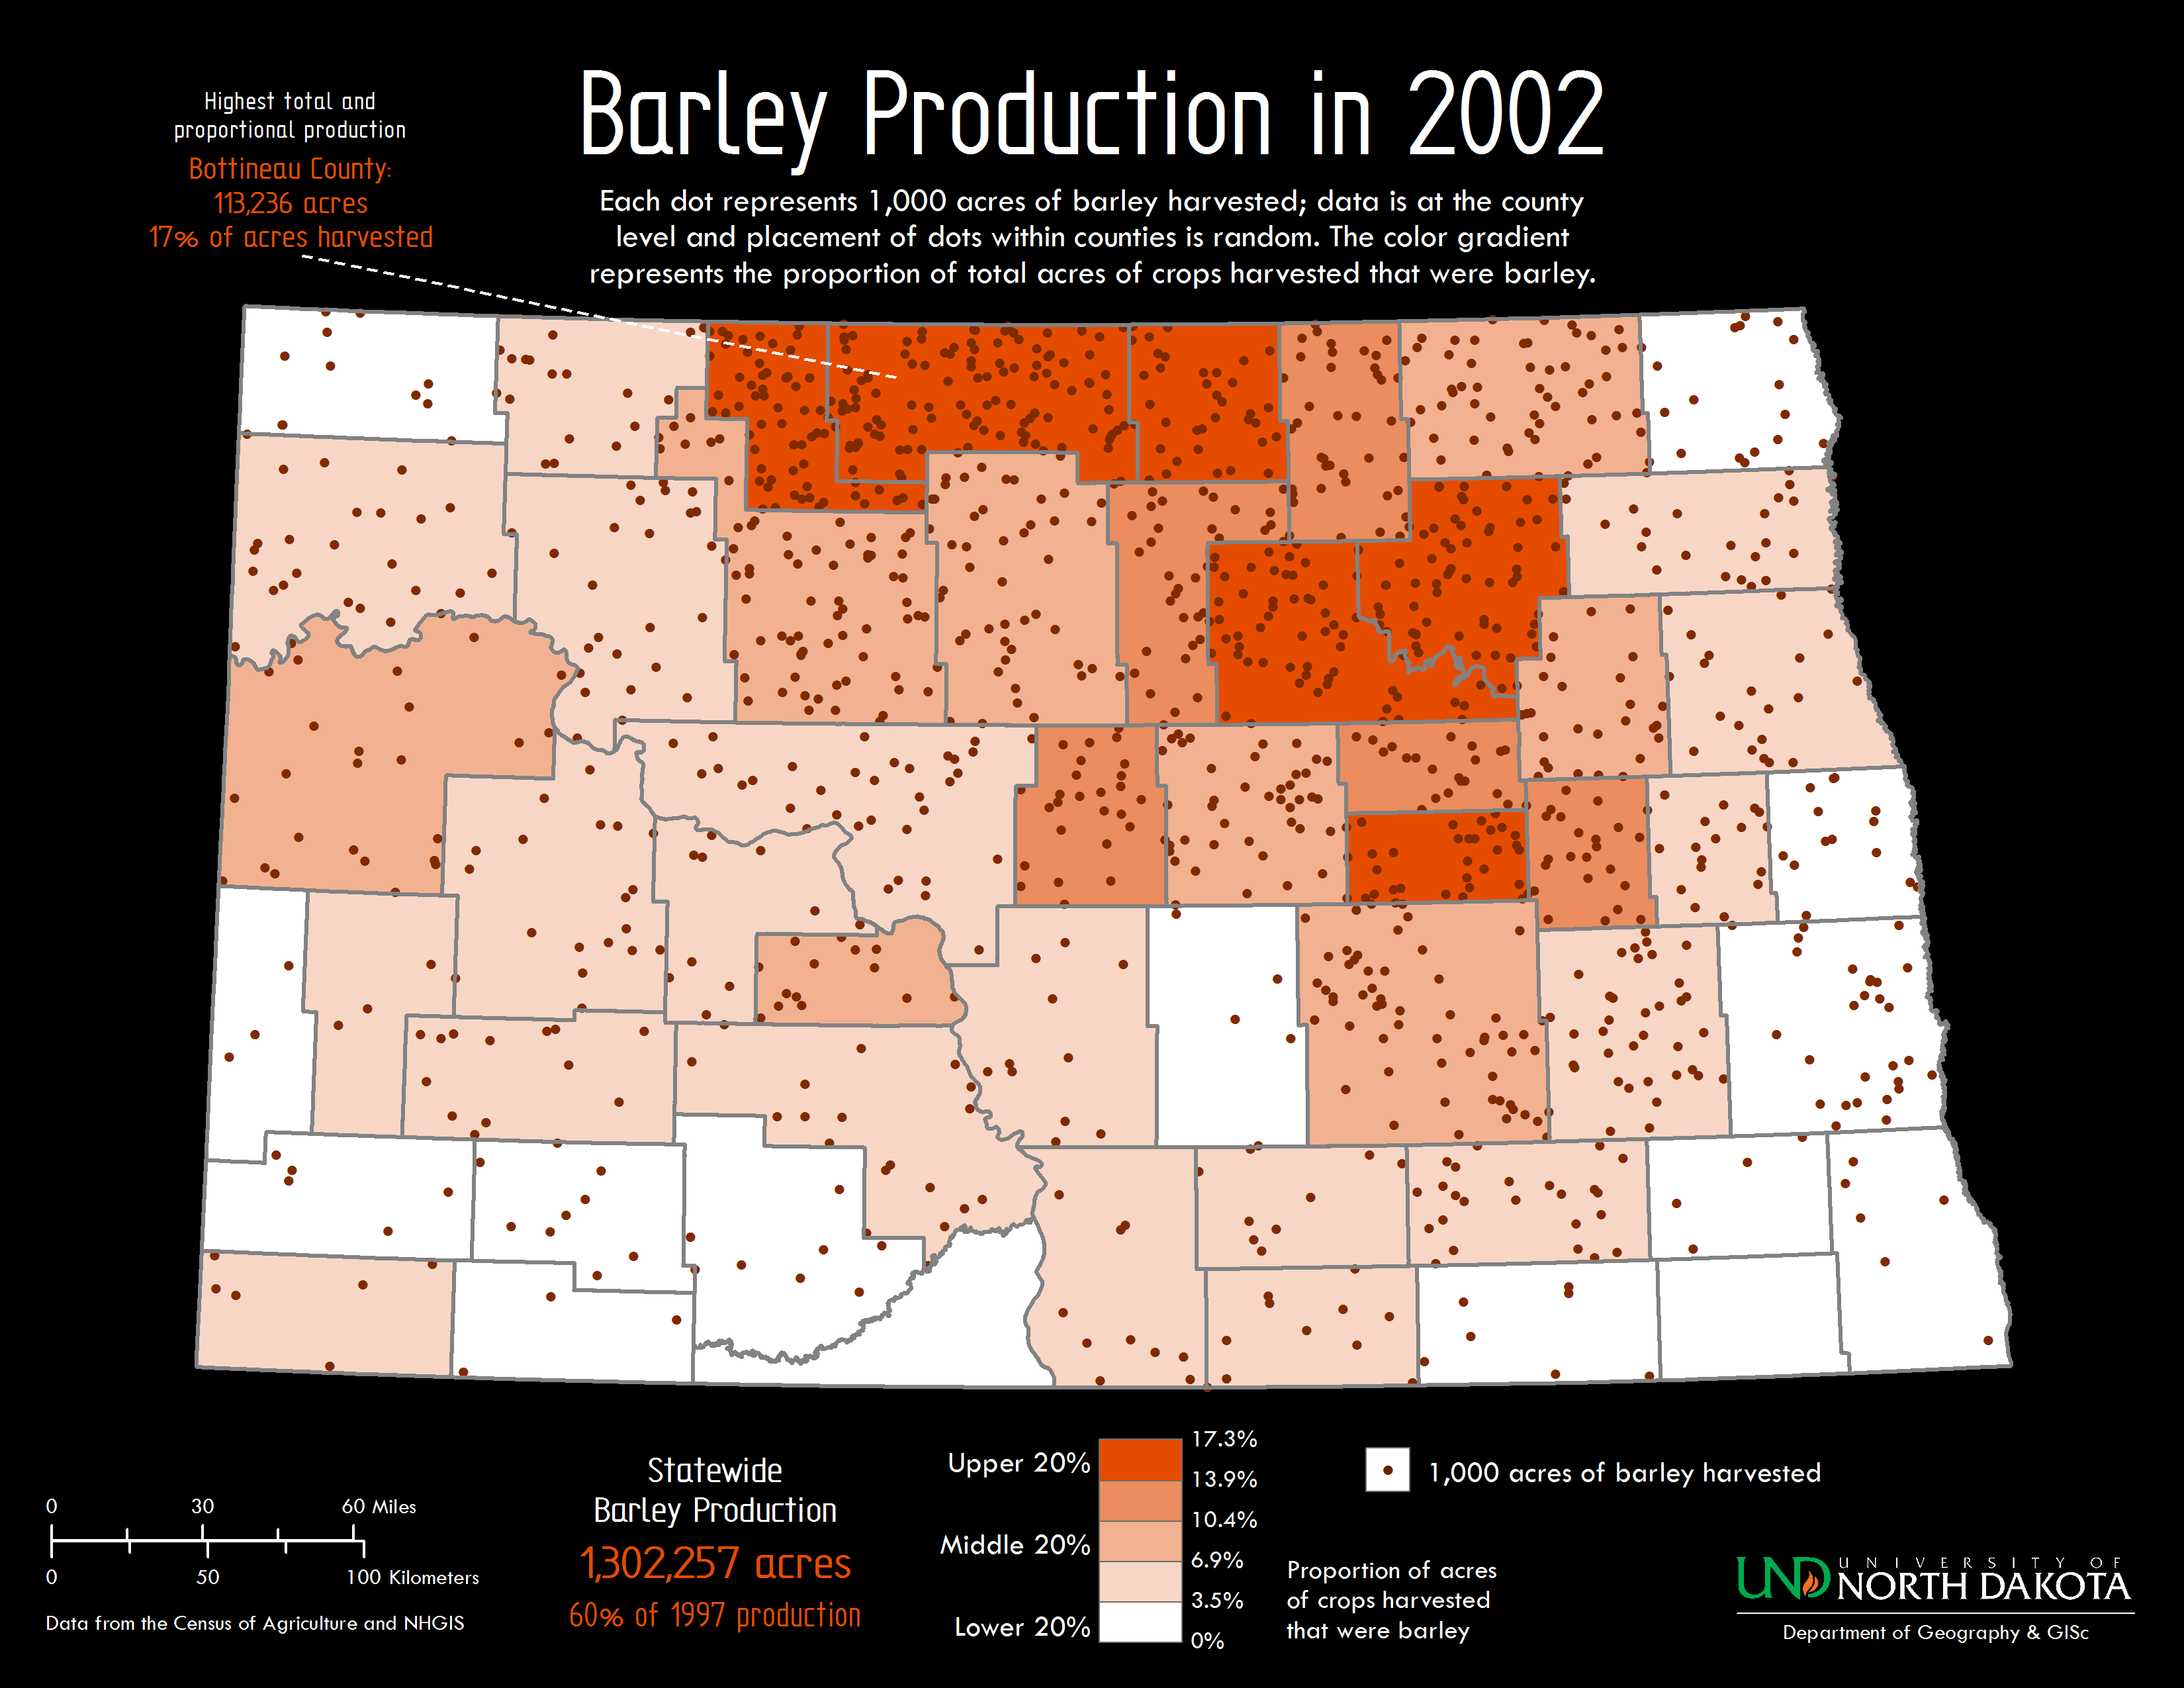 Barley Production in 2002
Each dot represents 1,000 acres of barley harvested; data is at the county
level and placement of dots within counties is random. The color gradient
represents the proportion of total acres of crops harvested that were barley.
Highest total and
proportional production
Bottineau County:
113,236 acres
17% of acres harvested
0 30 60 Miles
0 50 100 Kilometers
Data from the Census of Agriculture and NHGIS
Statewide
Barley Production
1,302,257 acres
60% of 1997 production
Upper 20%
Middle 20%
Lower 20%
17.3%
13.9%
10.4%
6.9%
3.5%
0%
Proportion of acres
of crops harvested
that were barley
1,000 acres of barley harvested
UND UNIVERSITY OF
NORTH DAKOTA
Department of Geography & GISc